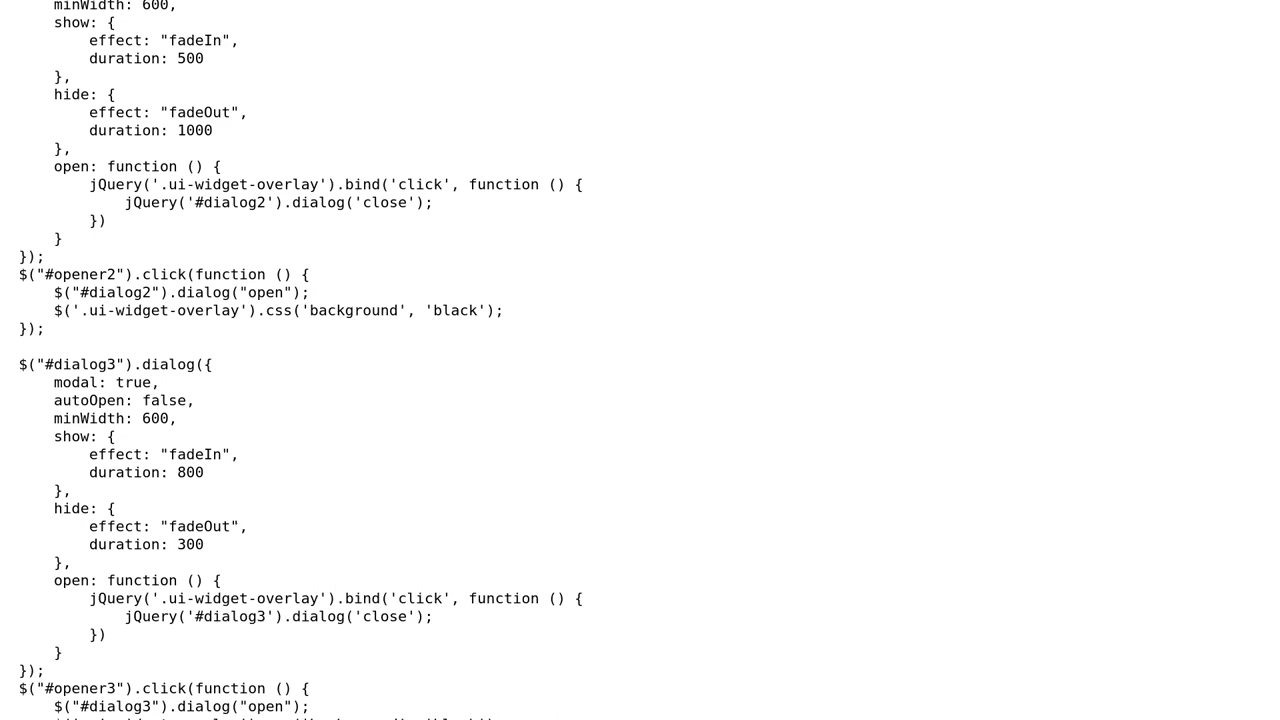 minWidth: 600,
    show: {
        effect: "fadeIn",
        duration: 500
    },
    hide: {
        effect: "fadeOut",
        duration: 1000
    },
    open: function () {
        jQuery('.ui-widget-overlay').bind('click', function () {
            jQuery('#dialog2').dialog('close');
        })
    }
});
$("#opener2").click(function () {
    $("#dialog2").dialog("open");
    $('.ui-widget-overlay').css('background', 'black');
});

$("#dialog3").dialog({
    modal: true,
    autoOpen: false,
    minWidth: 600,
    show: {
        effect: "fadeIn",
        duration: 800
    },
    hide: {
        effect: "fadeOut",
        duration: 300
    },
    open: function () {
        jQuery('.ui-widget-overlay').bind('click', function () {
            jQuery('#dialog3').dialog('close');
        })
    }
});
$("#opener3").click(function () {
    $("#dialog3").dialog("open");